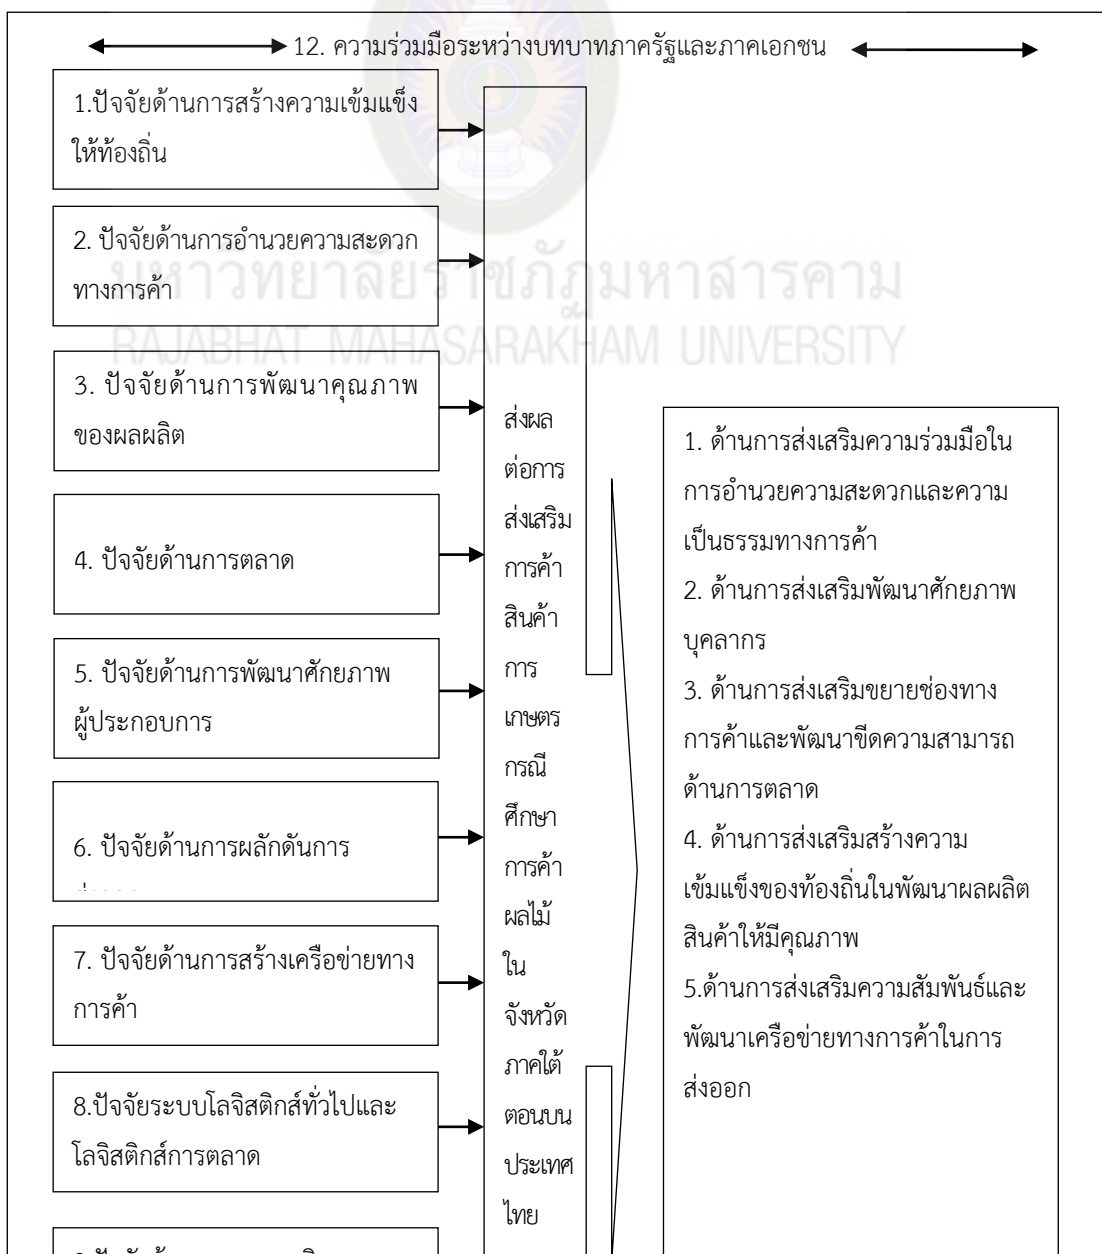 12. ความร่วมมือระหว่างบทบาทภาครัฐและภาคเอกชน
1.ปัจจัยด้านการสร้างความเข้มแข็ง
ให้ท้องถิ่น
2. ปัจจัยด้านการอำนวยความสะดวก
ทางการค้า
มหาวิทยาลัยราชภัฏมหาสารคาม
RAJABHAT MAHASARAKHAM UNIVERSITY
3. ปัจจัยด้านการพัฒนาคุณภาพ
ของผลผลิต
4. ปัจจัยด้านการตลาด
5. ปัจจัยด้านการพัฒนาศักยภาพ
ผู้ประกอบการ
6. ปัจจัยด้านการผลักดันการ
7. ปัจจัยด้านการสร้างเครือข่ายทาง
การค้า
8.ปัจจัยระบบโลจิสติกส์ทั่วไปและ
โลจิสติกส์การตลาด
ส่งผล
ต่อการ
ส่งเสริม
การค้า
สินค้า
การ
เกษตร
กรณี
ศึกษา
การค้า
ผลไม้
ใน
จังหวัด
ภาคใต้
ตอนบน
ประเทศ
ไทย
1. ด้านการส่งเสริมความร่วมมือใน
การอำนวยความสะดวกและความ
เป็นธรรมทางการค้า
2. ด้านการส่งเสริมพัฒนาศักยภาพ
บุคลากร
3. ด้านการส่งเสริมขยายช่องทาง
การค้าและพัฒนาขีดความสามารถ
ด้านการตลาด
4. ด้านการส่งเสริมสร้างความ
เข้มแข็งของท้องถิ่นในพัฒนาผลผลิต
สินค้าให้มีคุณภาพ
5.ด้านการส่งเสริมความสัมพันธ์และ
พัฒนาเครือข่ายทางการค้าในการ
ส่งออก